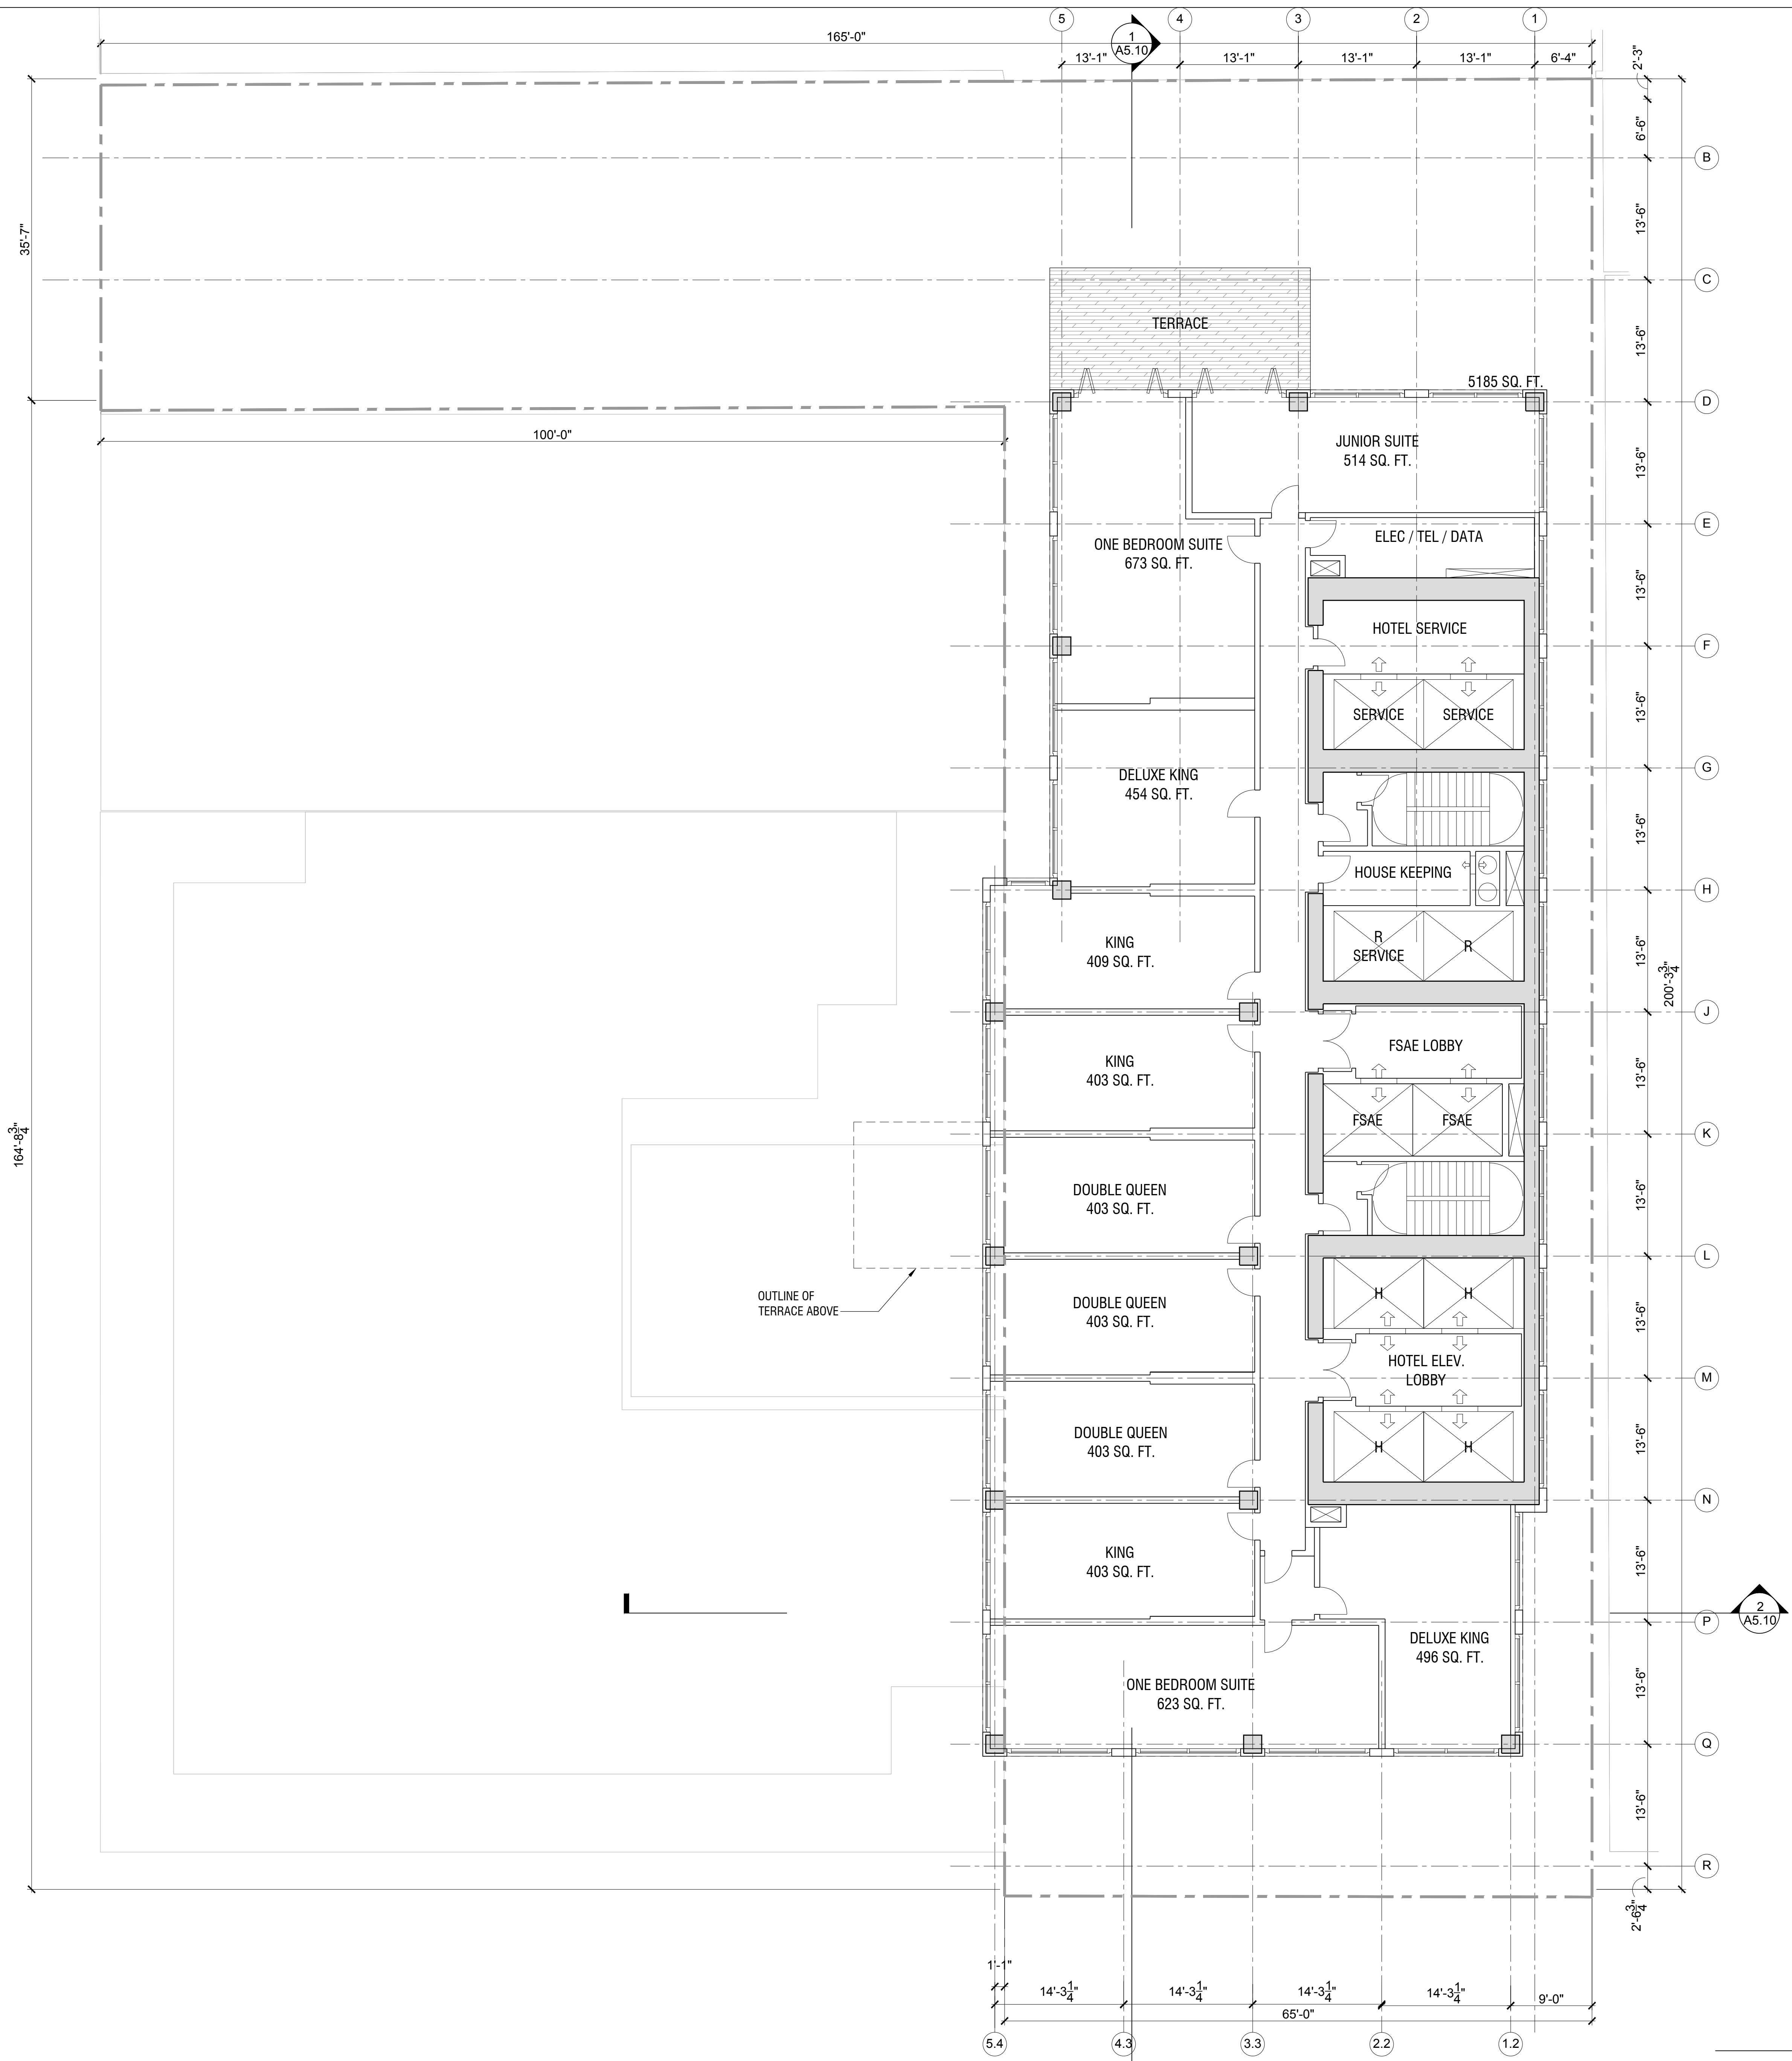 5
4
3
2
1
165'-0"
1
A5.10
13'-1"
13'-1"
13'-1"
13'-1"
6'-4"
2'-3"
6'-6"
B
35'-7"
13'-6"
C
TERRACE
13'-6"
5185 SQ. FT.
D
100'-0"
JUNIOR SUITE
514 SQ. FT.
13'-6"
E
ELEC / TEL / DATA
ONE BEDROOM SUITE
673 SQ. FT.
13'-6"
HOTEL SERVICE
F
13'-6"
SERVICE
SERVICE
G
DELUXE KING
454 SQ. FT.
13'-6"
HOUSE KEEPING
H
KING
409 SQ. FT.
R
SERVICE
R
13'-6"
200'-3 3/4"
J
FSAE LOBBY
KING
403 SQ. FT.
13'-6"
FSAE
FSAE
164'-8 3/4"
K
DOUBLE QUEEN
403 SQ. FT.
13'-6"
L
OUTLINE OF
TERRACE ABOVE
DOUBLE QUEEN
403 SQ. FT.
H
H
13'-6"
HOTEL ELEV.
LOBBY
M
DOUBLE QUEEN
403 SQ. FT.
H
H
13'-6"
N
KING
403 SQ. FT.
13'-6"
2
A5.10
P
DELUXE KING
496 SQ. FT.
ONE BEDROOM SUITE
623 SQ. FT.
13'-6"
Q
13'-6"
R
2'-6 3/4"
1'-1"
14'-3 1/4"
14'-3 1/4"
14'-3 1/4"
14'-3 1/4"
9'-0"
65'-0"
5.4
4.3
3.3
2.2
1.2